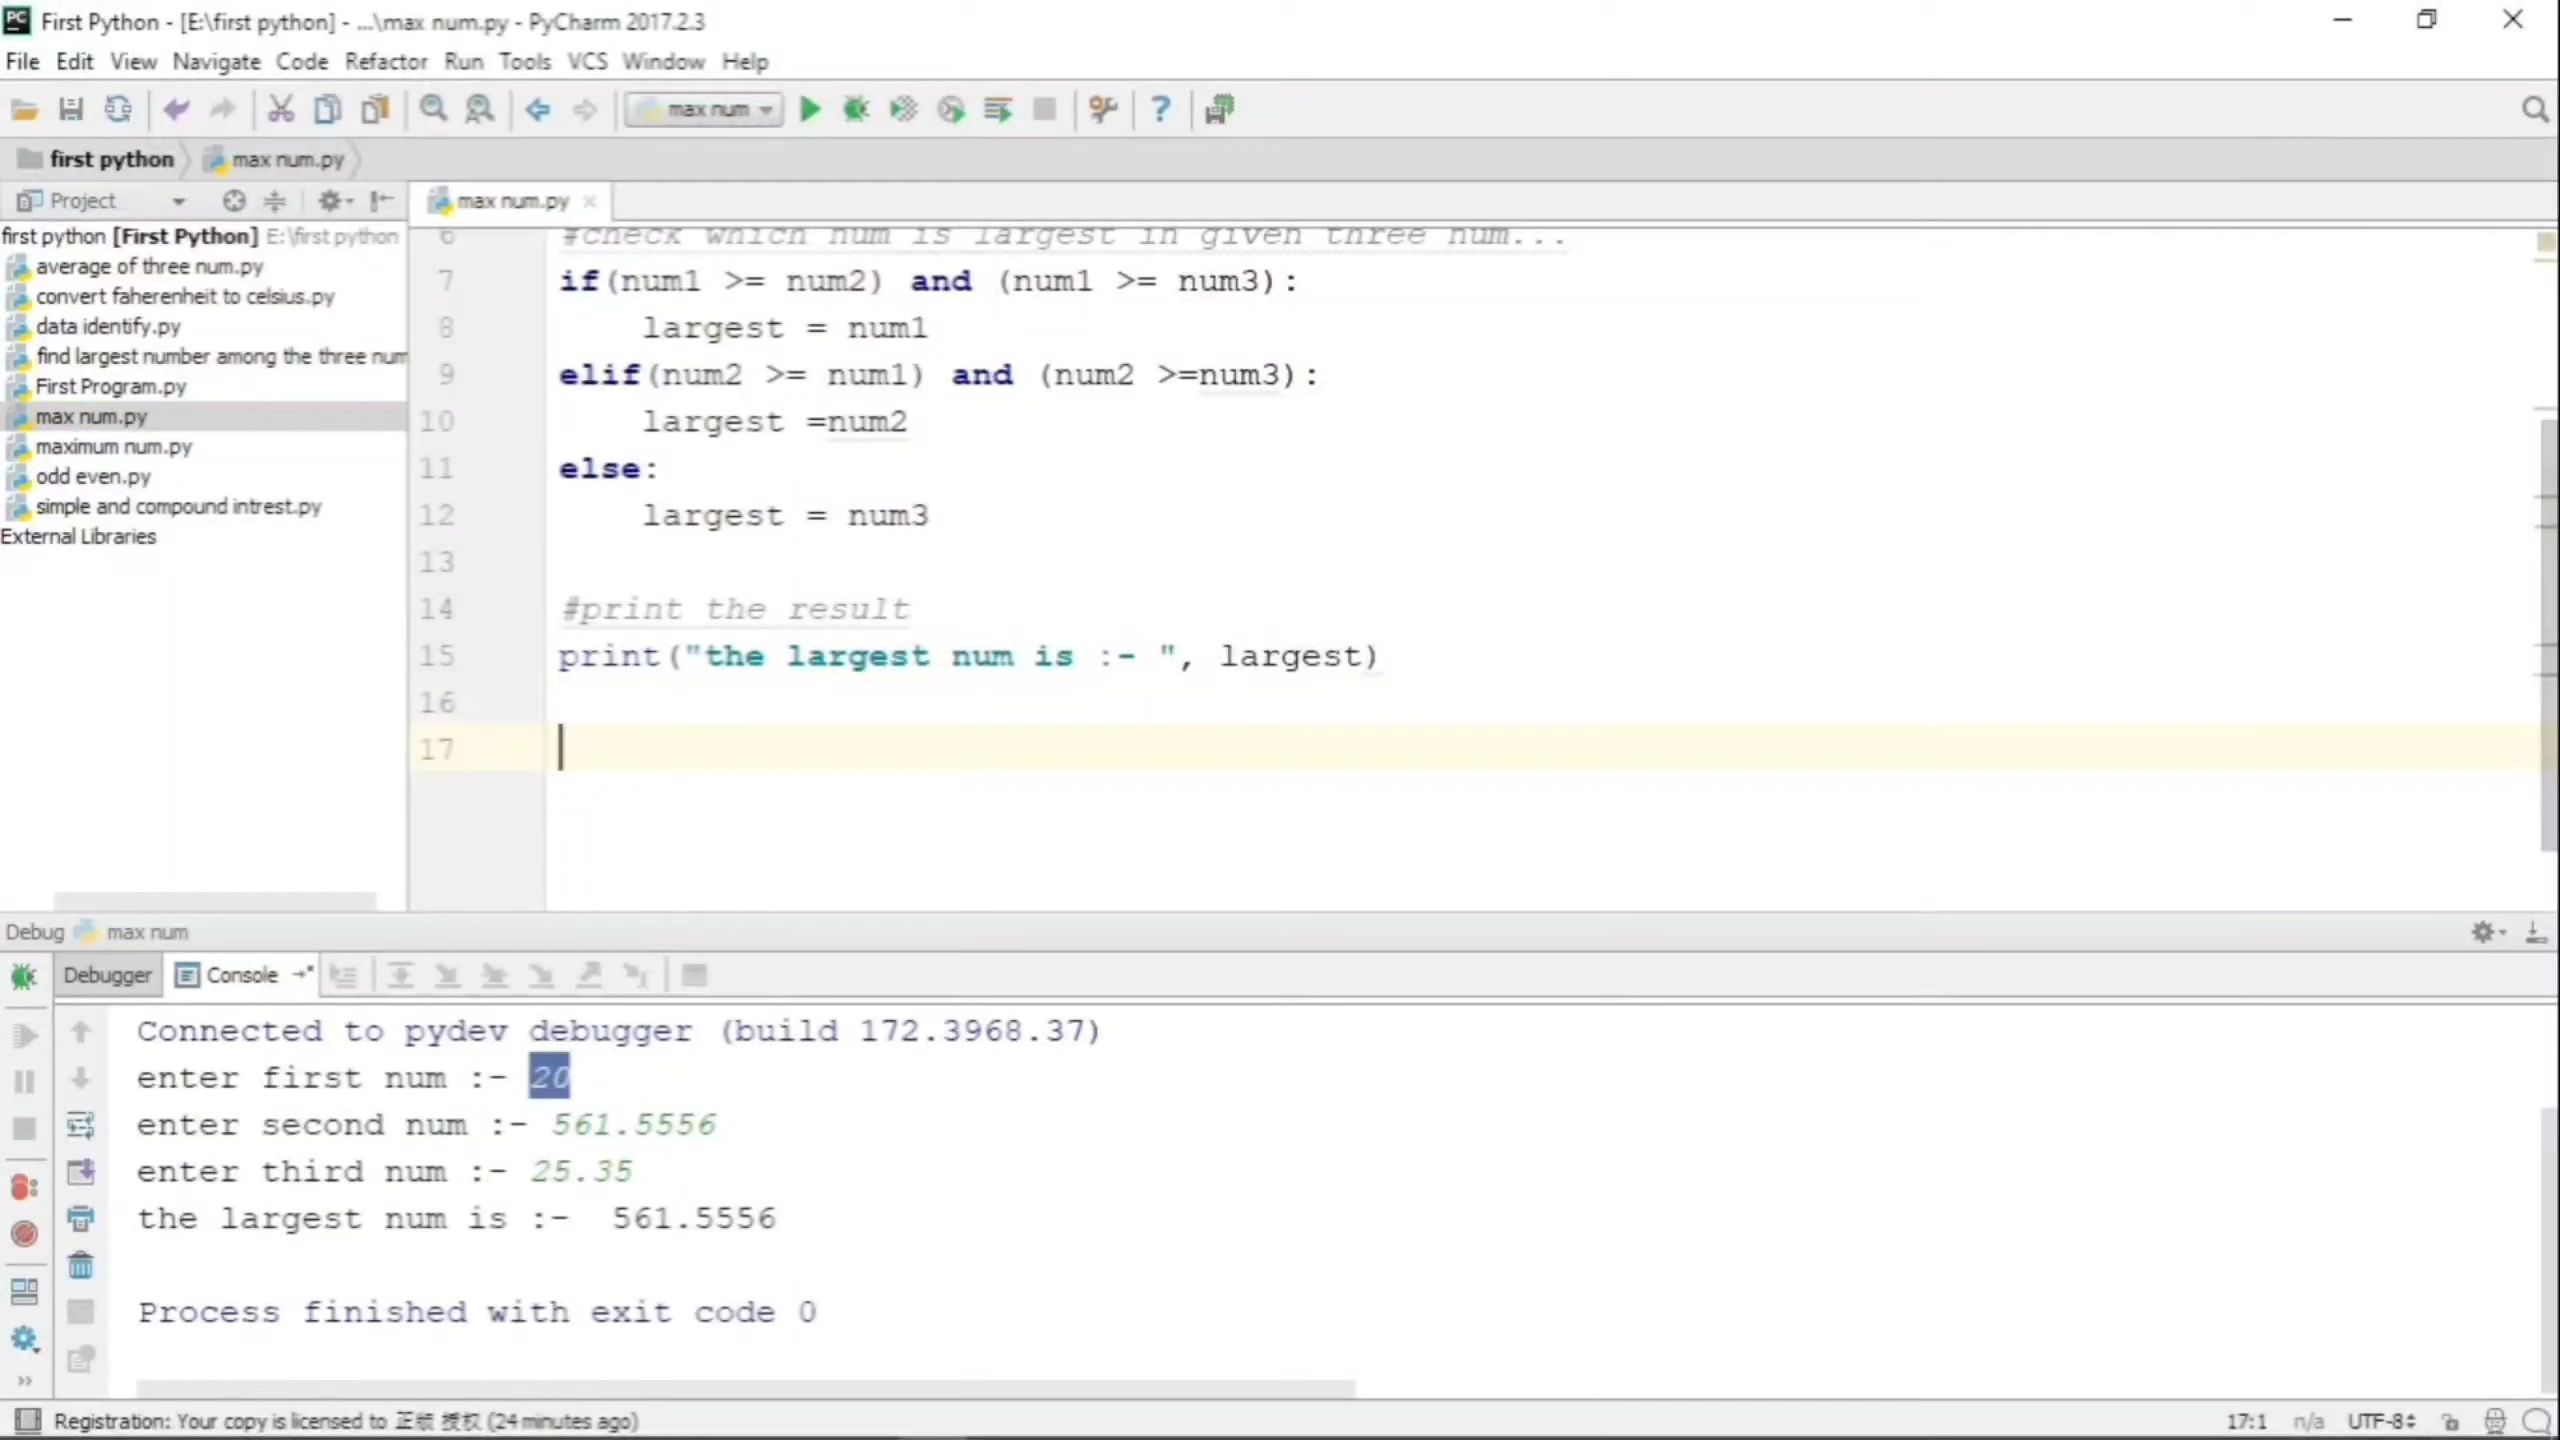 First Python - [E:\first python] - ...\max num.py - PyCharm 2017.2.3
File Edit View Navigate Code Refactor Run Tools VCS Window Help
max num
first python max num.py
Project
max num.py
first python [First Python] E:\first python
average of three num.py
convert faherenheit to celsius.py
data identify.py
find largest number among the three num
First Program.py
max num.py
maximum num.py
odd even.py
simple and compound intrest.py
External Libraries
6 #check which num is largest in given three num...
7 if(num1 >= num2) and (num1 >= num3):
8 largest = num1
9 elif(num2 >= num1) and (num2 >=num3):
10 largest =num2
11 else:
12 largest = num3
13
14 #print the result
15 print("the largest num is :- ", largest)
16
17
Debug max num
Debugger Console
Connected to pydev debugger (build 172.3968.37)
enter first num :- 20
enter second num :- 561.5556
enter third num :- 25.35
the largest num is :-  561.5556
Process finished with exit code 0
Registration: Your copy is licensed to 正版 授权 (24 minutes ago)
17:1 n/a UTF-8